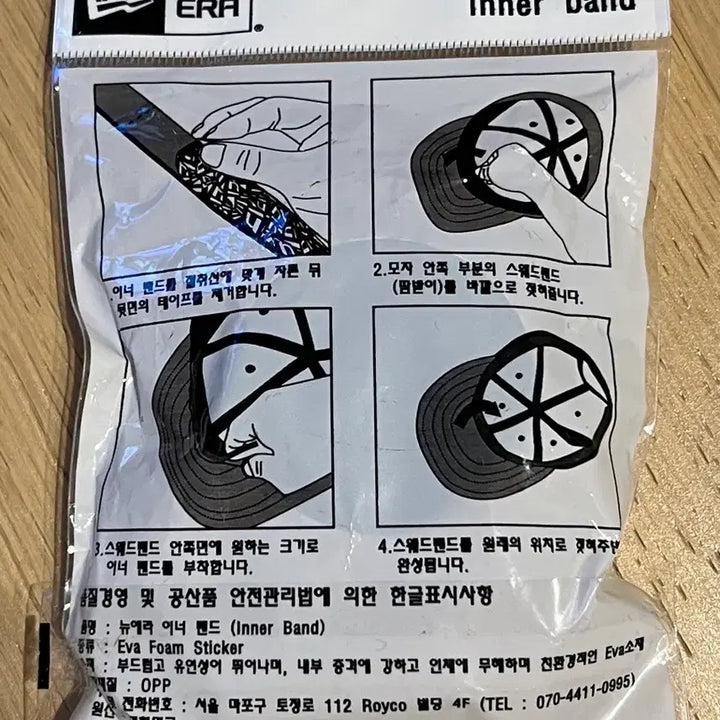 ERA
Inner band
이너 밴드를 절취선에 맞게 자른 뒤
뒷면의 테이프를 제거합니다.
2.모자 안쪽 부분의 스웨드밴드
(땀받이)를 바깥으로 젖혀줍니다.
3.스웨드밴드 안쪽면에 원하는 크기로
이너 밴드를 부착합니다.
4.스웨드밴드를 원래의 위치로 젖혀주면
완성됩니다.
품질경영 및 공산품 안전관리법에 의한 한글표시사항
품명 : 뉴에라 이너 밴드 (Inner Band)
종류 : Eva Foam Sticker
: 부드럽고 유연성이 뛰어나며, 내부 충격에 강하고 인체에 무해하며 친환경적인 Eva소재
: OPP
전화번호 : 서울 마포구 토정로 112 Royco 빌딩 4F (TEL : 070-4411-0995)